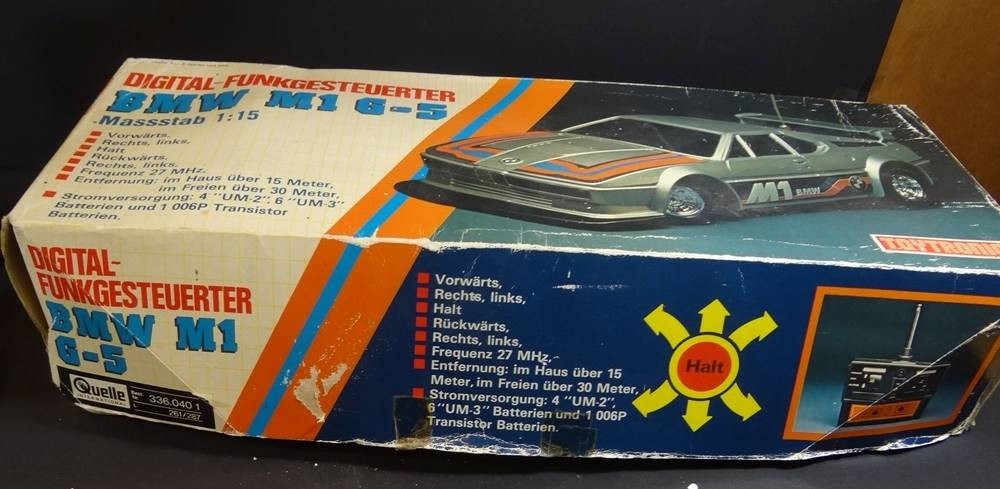 DIGITAL-FUNKGESTEUERTER
BMW M1 G-5
Massstab 1:15
Vorwärts,
Rechts, links,
Halt
Rückwärts,
Rechts, links,
Frequenz 27 MHz.
Entfernung: im Haus über 15 Meter,
im Freien über 30 Meter,
Stromversorgung: 4 "UM-2", 6 "UM-3"
Batterien und 1 006P Transistor
Batterien.
M1 BMW
TOYTRONIC
DIGITAL-
FUNKGESTEUERTER
BMW M1
G-5
Quelle
INTERNATIONAL
336.040 1
261/287
Vorwärts,
Rechts, links,
Halt
Rückwärts,
Rechts, links,
Frequenz 27 MHz,
Entfernung: im Haus über 15
Meter, im Freien über 30 Meter,
Stromversorgung: 4 "UM-2",
6 "UM-3" Batterien und 1 006P
Transistor Batterien.
Halt